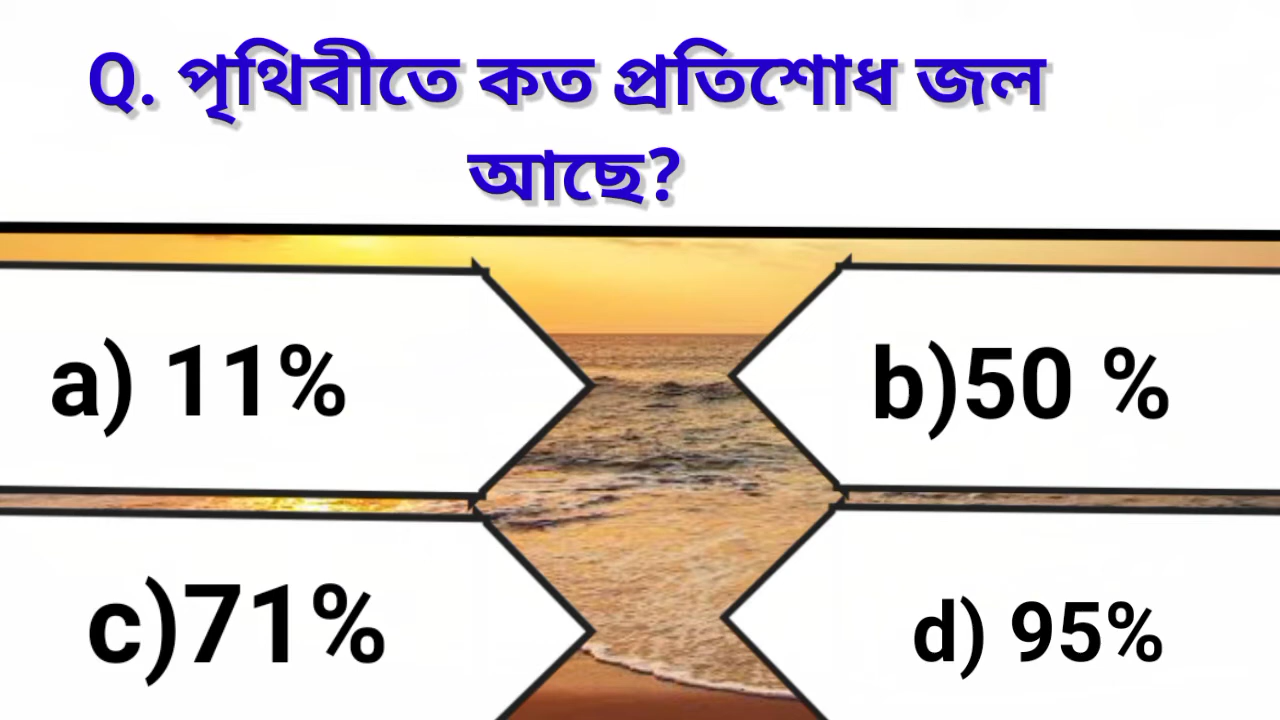 Q. পৃথিবীতে কত প্রতিশোধ জল
আছে?
a) 11%
b)50 %
c)71%
d) 95%